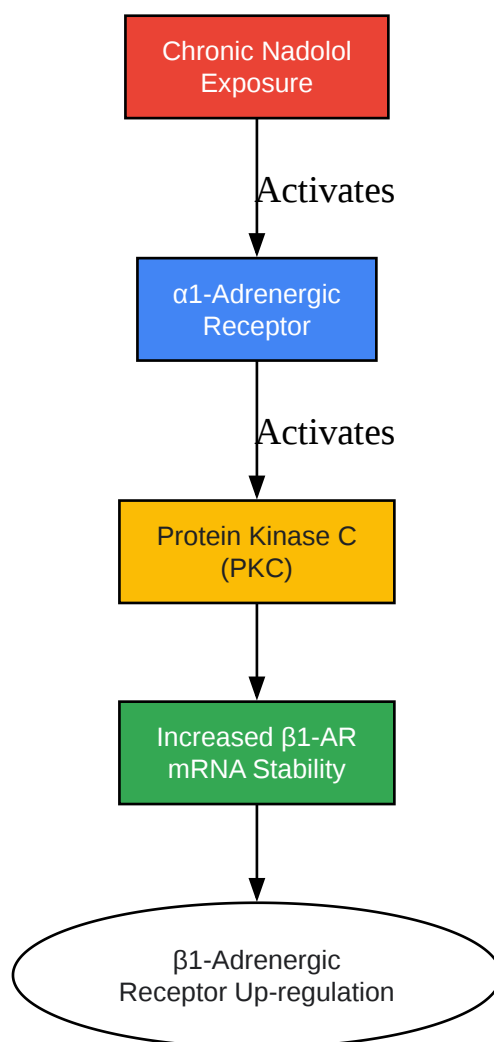 Chronic Nadolol
Exposure
Activates
α1-Adrenergic
Receptor
Activates
Protein Kinase C
(PKC)
Increased β1-AR
mRNA Stability
β1-Adrenergic
Receptor Up-regulation